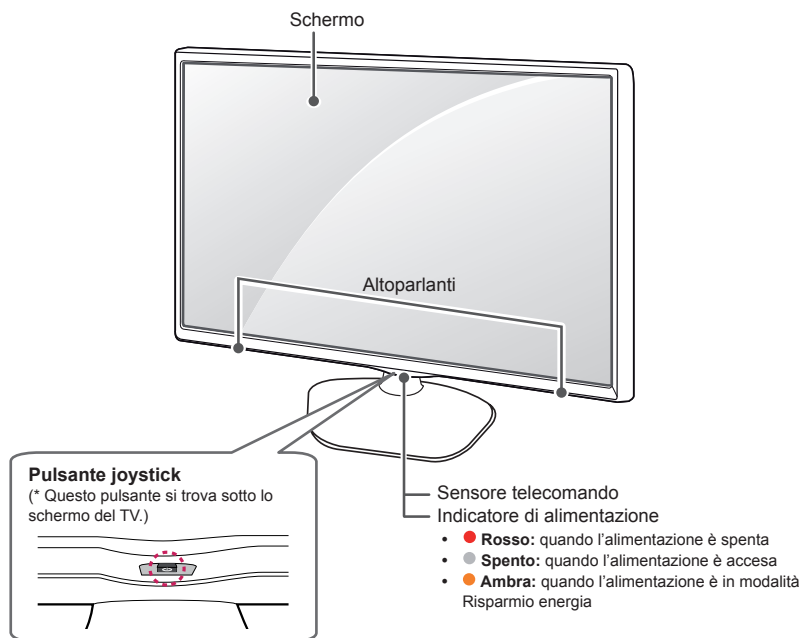 Schermo
Altoparlanti
Pulsante joystick
(* Questo pulsante si trova sotto lo
schermo del TV.)
Sensore telecomando
Indicatore di alimentazione
• Rosso: quando l’alimentazione è spenta
• Spento: quando l’alimentazione è accesa
• Ambra: quando l’alimentazione è in modalità
Risparmio energia